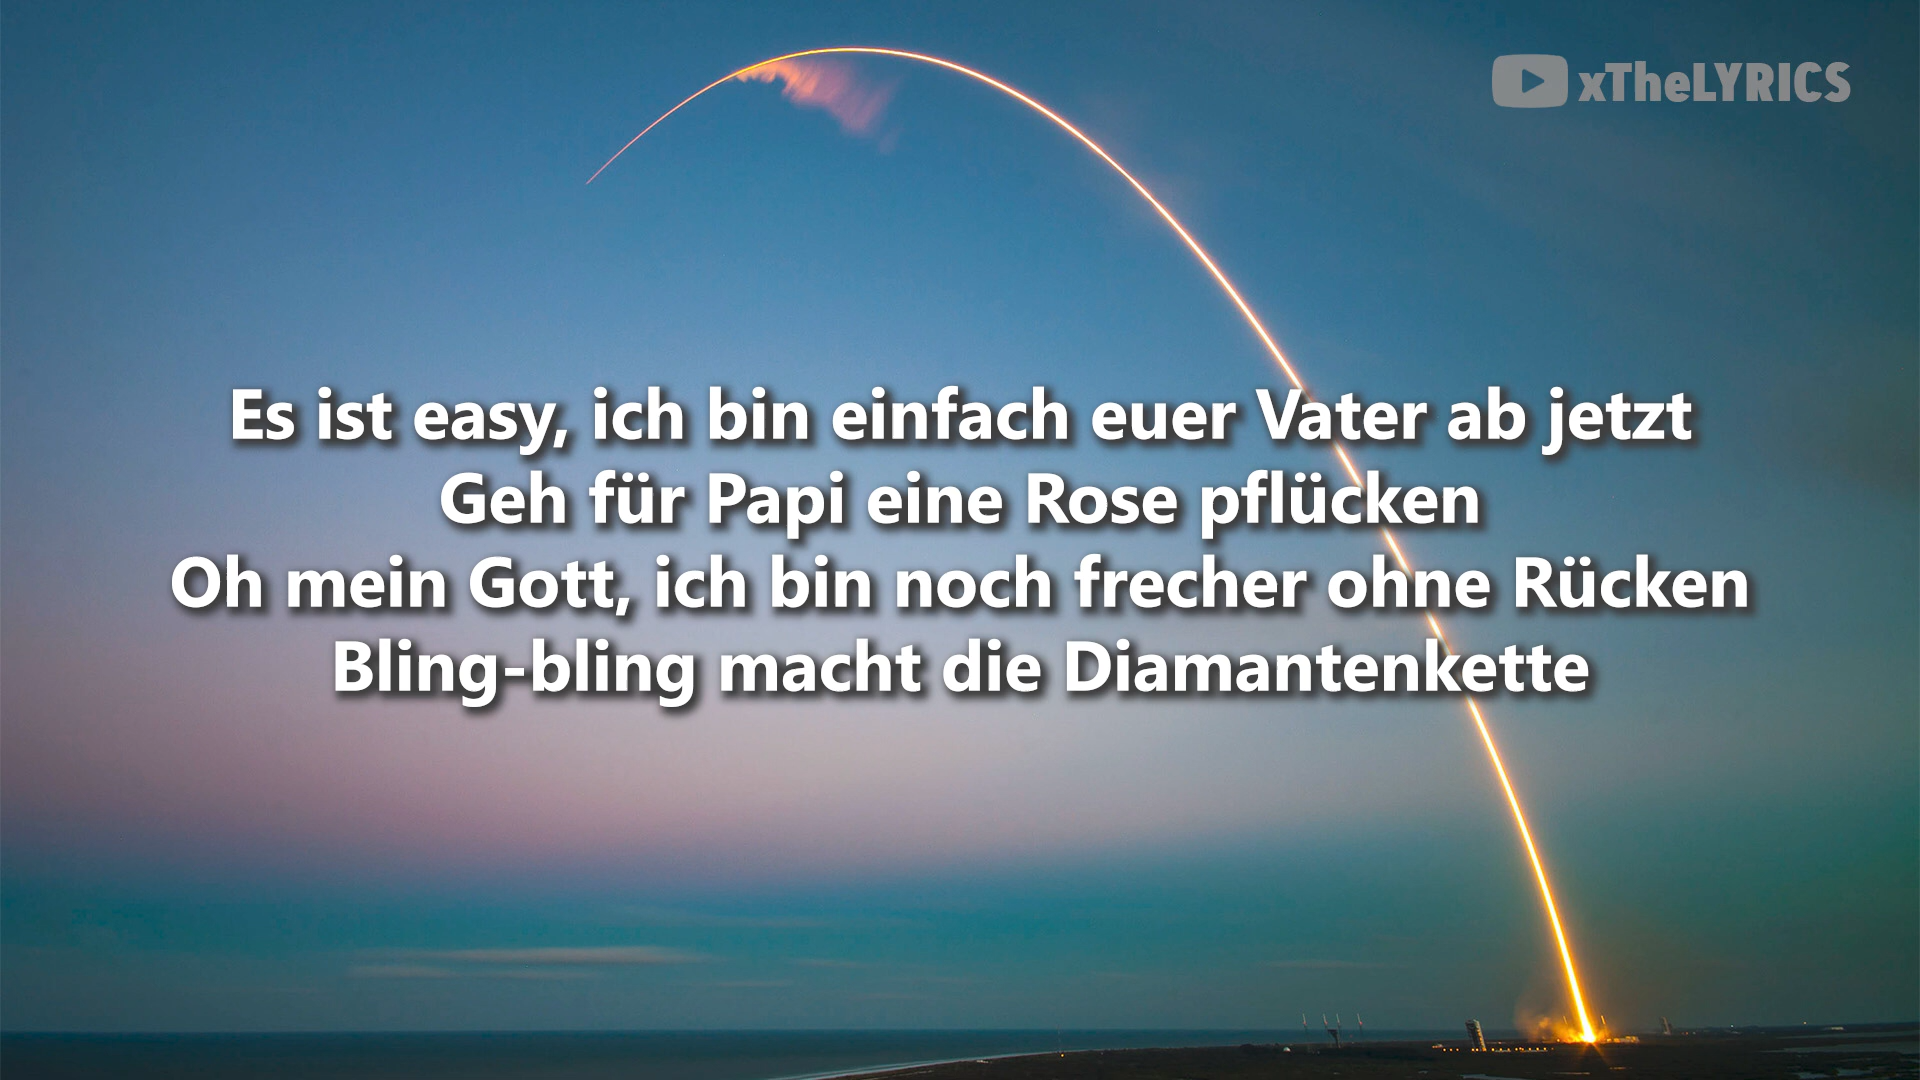 xTheLYRICS
Es ist easy, ich bin einfach euer Vater ab jetzt
Geh für Papi eine Rose pflücken
Oh mein Gott, ich bin noch frecher ohne Rücken
Bling-bling macht die Diamantenkette